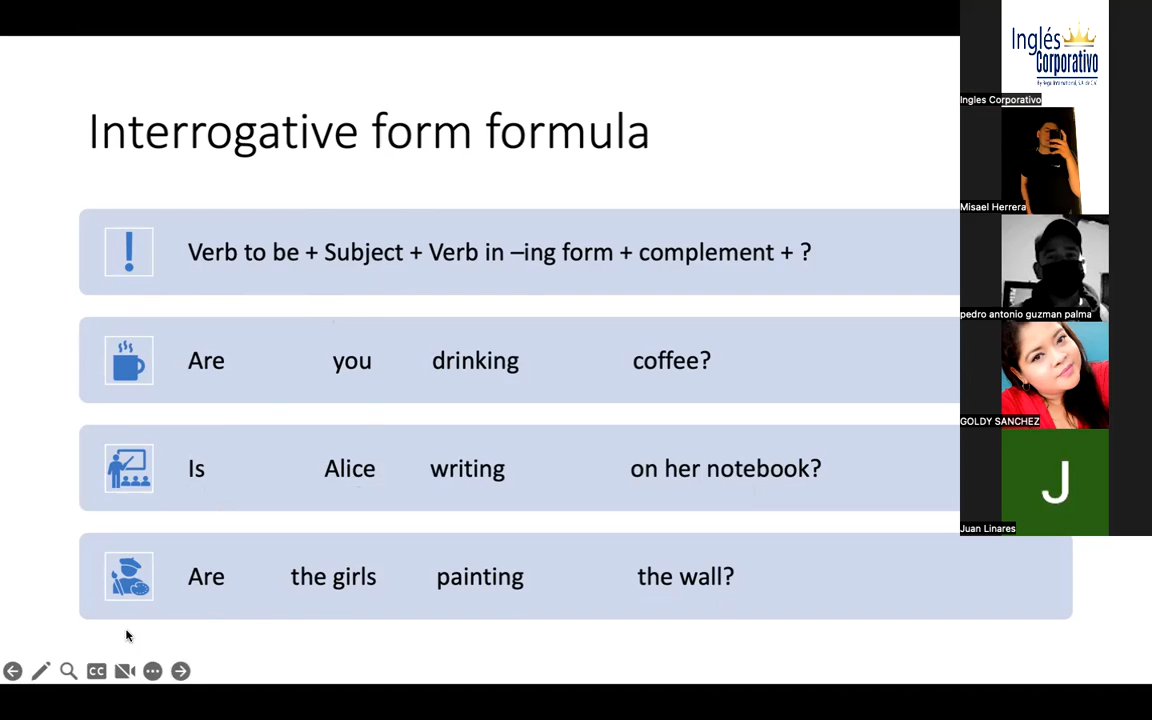 Interrogative form formula
Verb to be + Subject + Verb in –ing form + complement + ?
Are you drinking coffee?
Is Alice writing on her notebook?
Are the girls painting the wall?
CC
Inglés
Corporativo
Ingles Corporativo
Misael Herrera
pedro antonio guzman palma
GOLDY SANCHEZ
J
Juan Linares